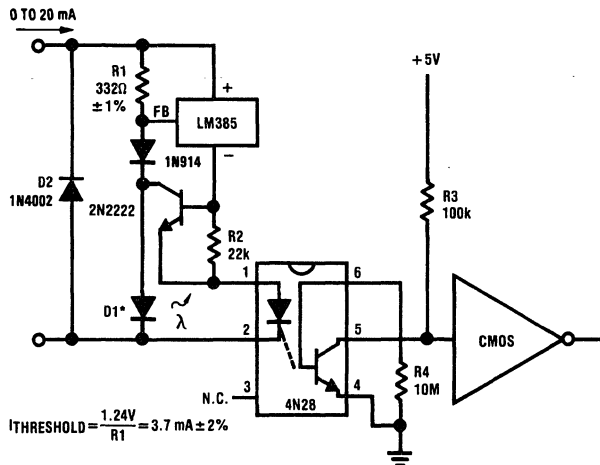 0 TO 20 mA
R1
332Ω
±1%
FB
+
LM385
−
+5V
1N914
D2
1N4002
2N2222
R3
100k
R2
22k
1
6
D1*
λ
2
5
CMOS
3
N.C.
4
R4
10M
4N28
ITHRESHOLD = 1.24V / R1 = 3.7 mA ± 2%